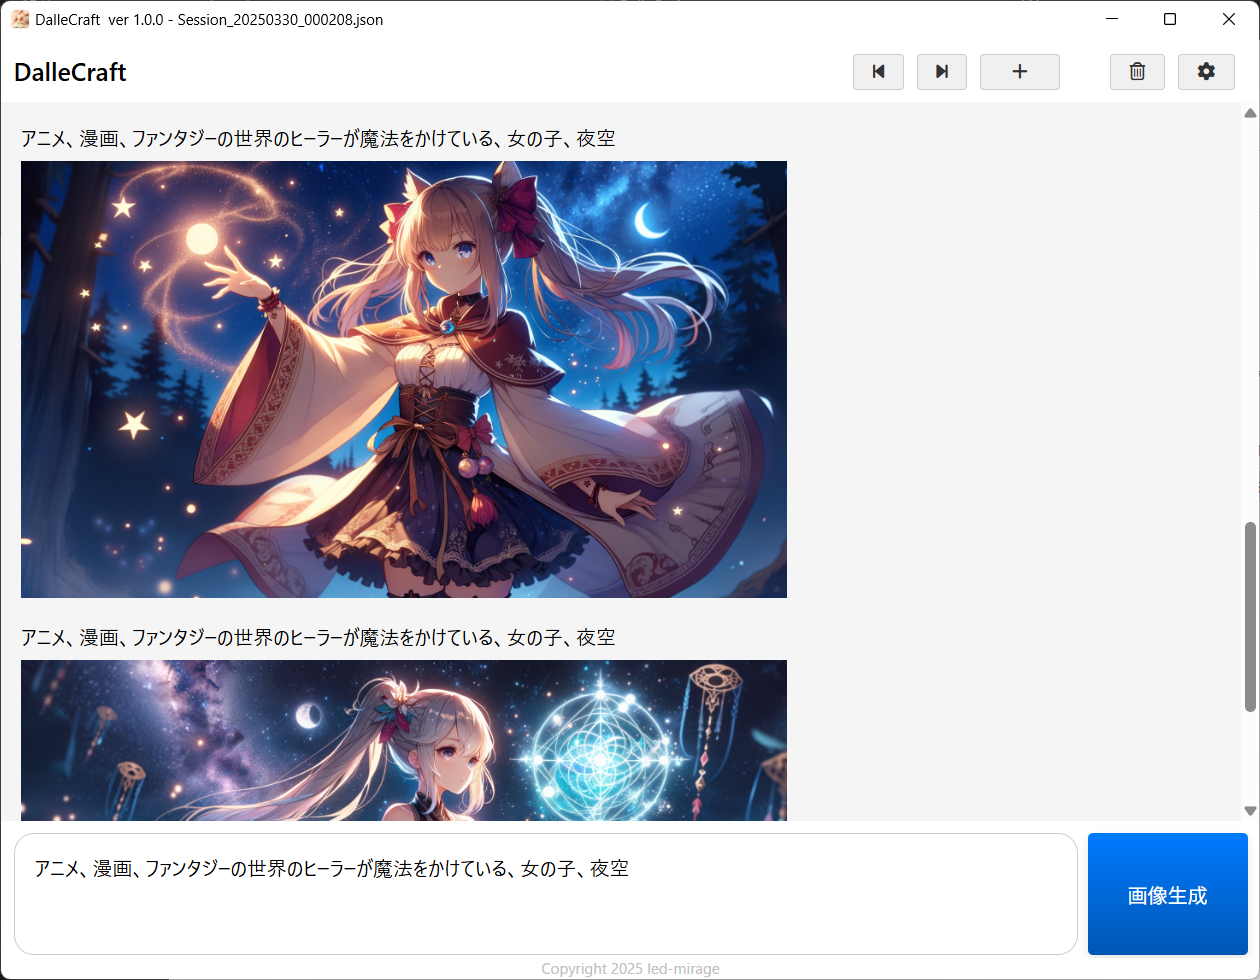 DalleCraft ver 1.0.0 - Session_20250330_000208.json
DalleCraft
アニメ、漫画、ファンタジーの世界のヒーラーが魔法をかけている、女の子、夜空
アニメ、漫画、ファンタジーの世界のヒーラーが魔法をかけている、女の子、夜空
アニメ、漫画、ファンタジーの世界のヒーラーが魔法をかけている、女の子、夜空
画像生成
Copyright 2025 led-mirage